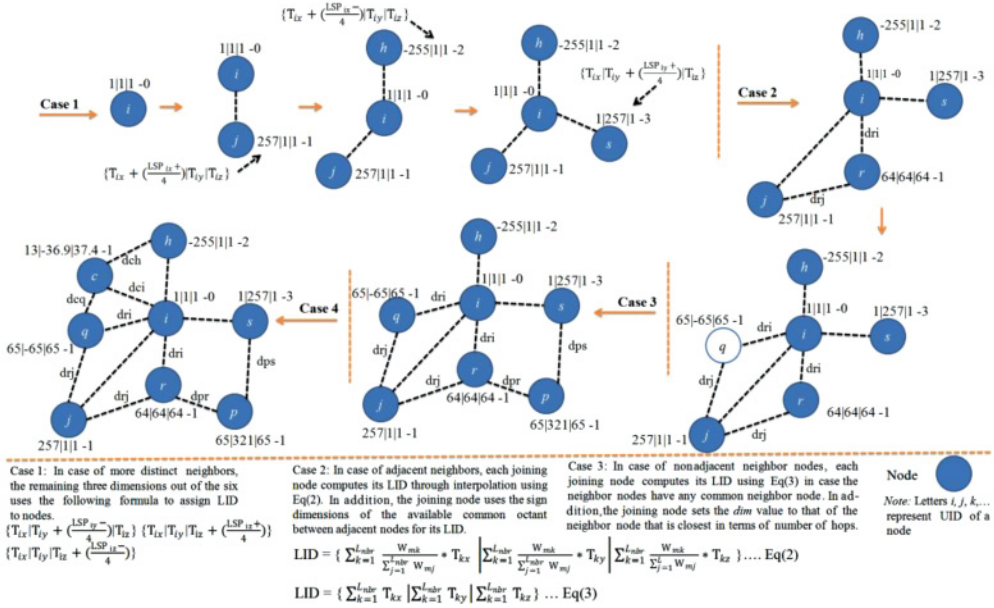 {T_ix + (LSP_ix−/4)|T_iy|T_iz}
h
-255|1|1 -2
h
-255|1|1 -2
h
-255|1|1 -2
1|1|1 -0
i
j
257|1|1 -1
{T_ix + (LSP_ix+/4)|T_iy|T_iz}
Case 1
1|1|1 -0
i
1|1|1 -0
i
j
257|1|1 -1
1|1|1 -0
i
{T_ix|T_iy + (LSP_iy+/4)|T_iz}
1|257|1 -3
s
j
257|1|1 -1
Case 2
1|1|1 -0
i
1|257|1 -3
s
dri
r
64|64|64 -1
drj
j
257|1|1 -1
13|-36.9|37.4 -1
dch
h
-255|1|1 -2
c
dci
dcq
1|1|1 -0
i
1|257|1 -3
s
q
dri
65|-65|65 -1
dri
dps
drj
r
drj
dpr
64|64|64 -1
p
j
65|321|65 -1
257|1|1 -1
Case 4
h
-255|1|1 -2
1|1|1 -0
65|-65|65 -1
dri
i
1|257|1 -3
s
q
dri
drj
dps
r
drj
dpr
64|64|64 -1
p
j
65|321|65 -1
257|1|1 -1
Case 3
h
-255|1|1 -2
1|1|1 -0
65|-65|65 -1
dri
i
1|257|1 -3
s
q
dri
drj
r
64|64|64 -1
drj
j
257|1|1 -1
Case 1: In case of more distinct neighbors,
the remaining three dimensions out of the six
uses the following formula to assign LID
to nodes.
{T_ix|T_iy + (LSP_iy−/4)|T_iz} {T_ix|T_iy|T_iz + (LSP_iz+/4)}
{T_ix|T_iy|T_iz + (LSP_iz−/4)}
Case 2: In case of adjacent neighbors, each joining
node computes its LID through interpolation using
Eq(2). In addition, the joining node uses the sign
dimensions of the available common octant
between adjacent nodes for its LID.
Case 3: In case of nonadjacent neighbor nodes, each
joining node computes its LID using Eq(3) in case
the neighbor nodes have any common neighbor node. In ad-
dition, the joining node sets the dim value to that of the
neighbor node that is closest in terms of number of hops.
Node
Note: Letters i, j, k,...
represent UID of a
node
LID = { ∑_{k=1}^{L_nbr} W_mk/∑_{j=1}^{L_nbr} W_mj * T_kx | ∑_{k=1}^{L_nbr} W_mk/∑_{j=1}^{L_nbr} W_mj * T_ky | ∑_{k=1}^{L_nbr} W_mk/∑_{j=1}^{L} W_mj * T_kz } .... Eq(2)
LID = { ∑_{k=1}^{L_nbr} T_kx | ∑_{k=1}^{L_nbr} T_ky | ∑_{k=1}^{L_nbr} T_kz } ... Eq(3)